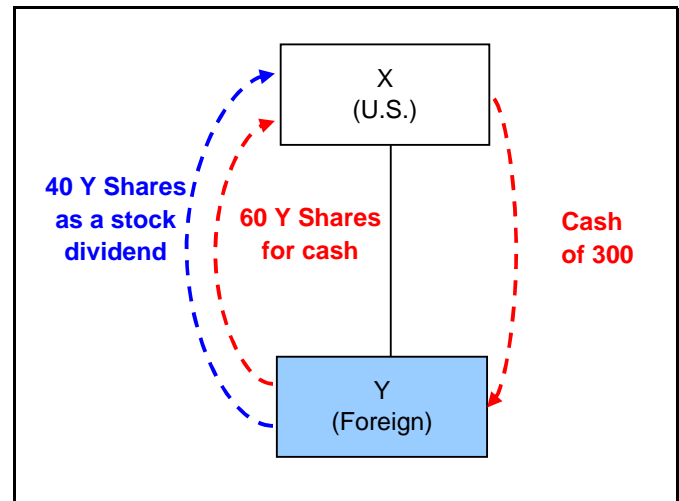 X
(U.S.)
40 Y Shares
as a stock
dividend
60 Y Shares
for cash
Cash
of 300
Y
(Foreign)